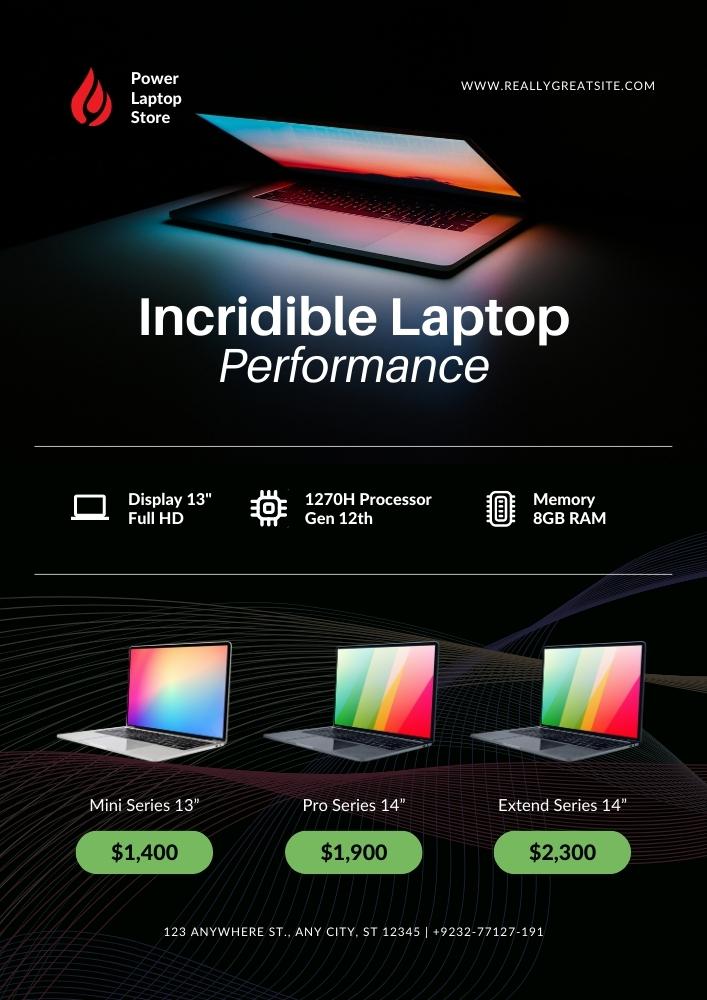 Power
Laptop
Store
WWW.REALLYGREATSITE.COM
Incridible Laptop
Performance
Display 13"
Full HD
1270H Processor
Gen 12th
Memory
8GB RAM
Mini Series 13”
Pro Series 14”
Extend Series 14”
$1,400
$1,900
$2,300
123 ANYWHERE ST., ANY CITY, ST 12345 | +9232-77127-191